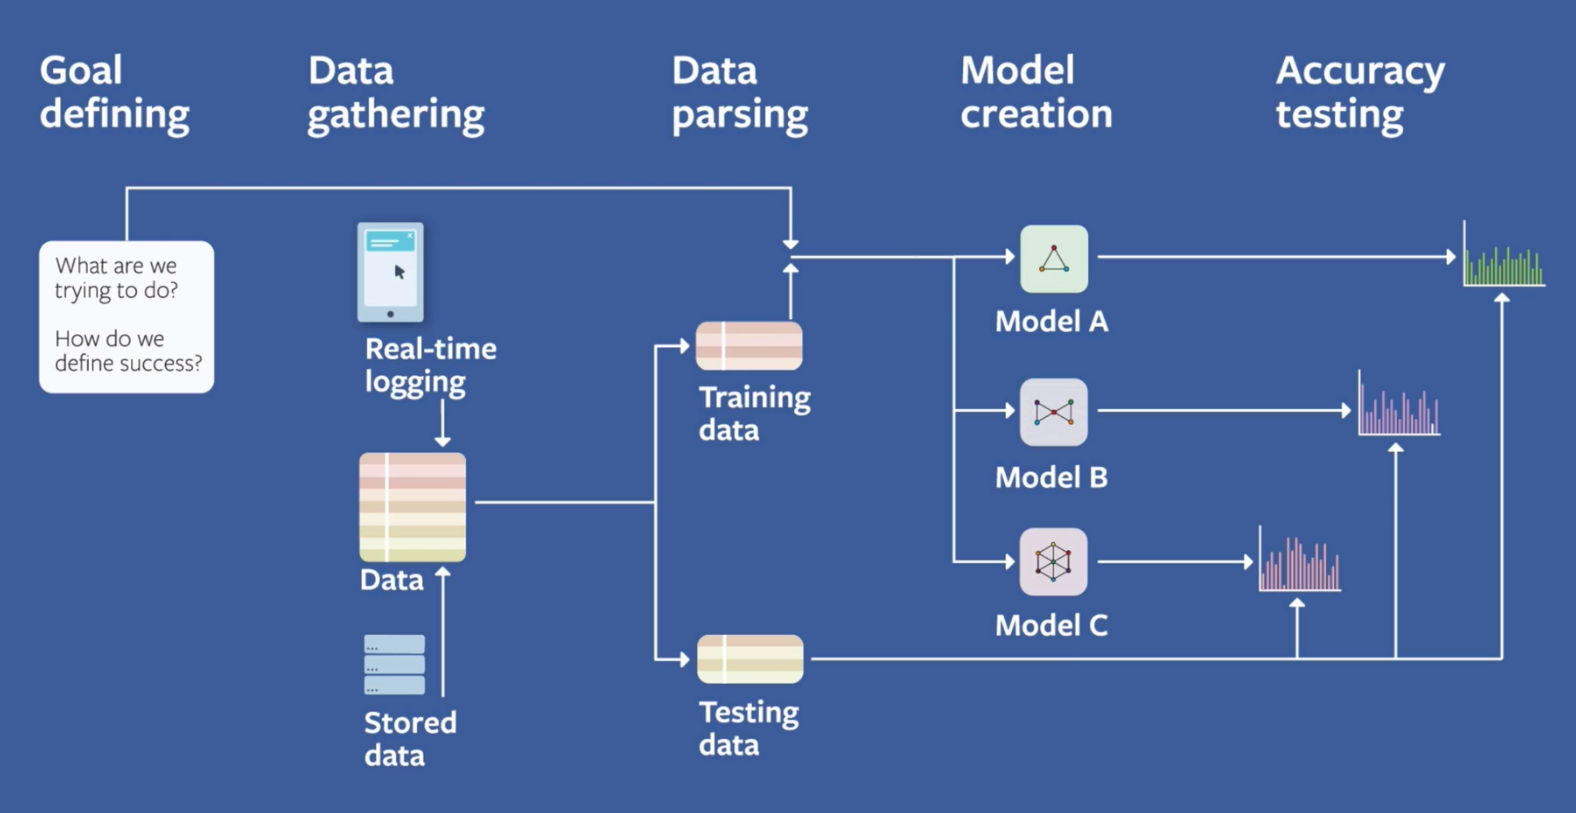 Goal
defining
Data
gathering
Data
parsing
Model
creation
Accuracy
testing
What are we
trying to do?
How do we
define success?
Real-time
logging
Data
Stored
data
Training
data
Testing
data
Model A
Model B
Model C